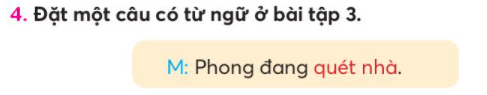 4. Đặt một câu có từ ngữ ở bài tập 3.
M: Phong đang quét nhà.